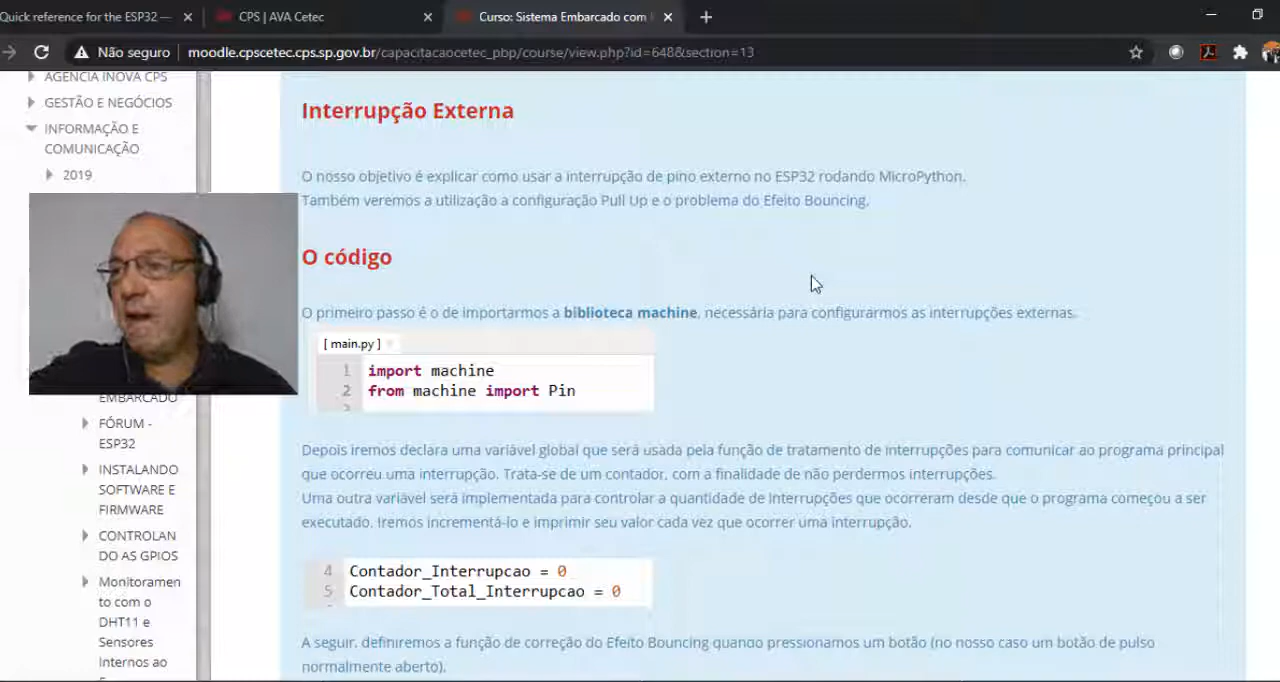 Quick reference for the ESP32 —
CPS | AVA Cetec
Curso: Sistema Embarcado com
Não seguro
moodle.cpscetec.cps.sp.gov.br/capacitacaocetec_pbp/course/view.php?id=648&section=13
AGENCIA INOVA CPS
GESTÃO E NEGÓCIOS
INFORMAÇÃO E
COMUNICAÇÃO
2019
EMBARCADO
FÓRUM -
ESP32
INSTALANDO
SOFTWARE E
FIRMWARE
CONTROLAN
DO AS GPIOS
Monitoramen
to com o
DHT11 e
Sensores
Internos ao
Interrupção Externa
O nosso objetivo é explicar como usar a interrupção de pino externo no ESP32 rodando MicroPython.
Também veremos a utilização a configuração Pull Up e o problema do Efeito Bouncing.
O código
O primeiro passo é o de importarmos a biblioteca machine, necessária para configurarmos as interrupções externas.
[ main.py ]
1 import machine
2 from machine import Pin
3
Depois iremos declara uma variável global que será usada pela função de tratamento de interrupções para comunicar ao programa principal
que ocorreu uma interrupção. Trata-se de um contador, com a finalidade de não perdermos interrupções.
Uma outra variável será implementada para controlar a quantidade de interrupções que ocorreram desde que o programa começou a ser
executado. Iremos incrementá-lo e imprimir seu valor cada vez que ocorrer uma interrupção.
4 Contador_Interrupcao = 0
5 Contador_Total_Interrupcao = 0
A seguir, definiremos a função de correção do Efeito Bouncing quando pressionamos um botão (no nosso caso um botão de pulso
normalmente aberto).